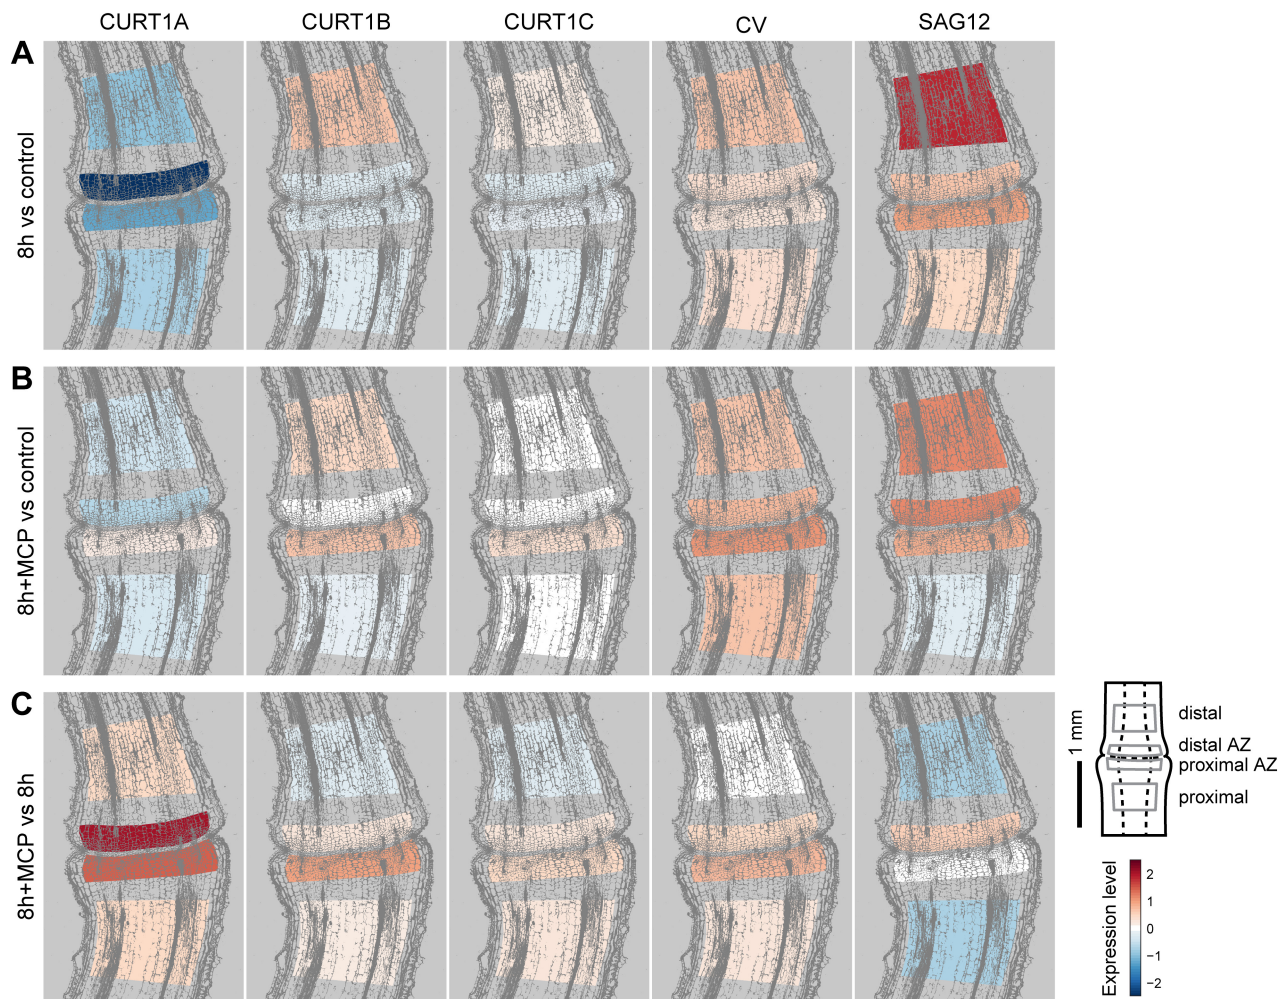 CURT1A CURT1B CURT1C CV SAG12
A
8h vs control
B
8h+MCP vs control
C
8h+MCP vs 8h
1 mm
distal
distal AZ
proximal AZ
proximal
Expression level
2
1
0
−1
−2